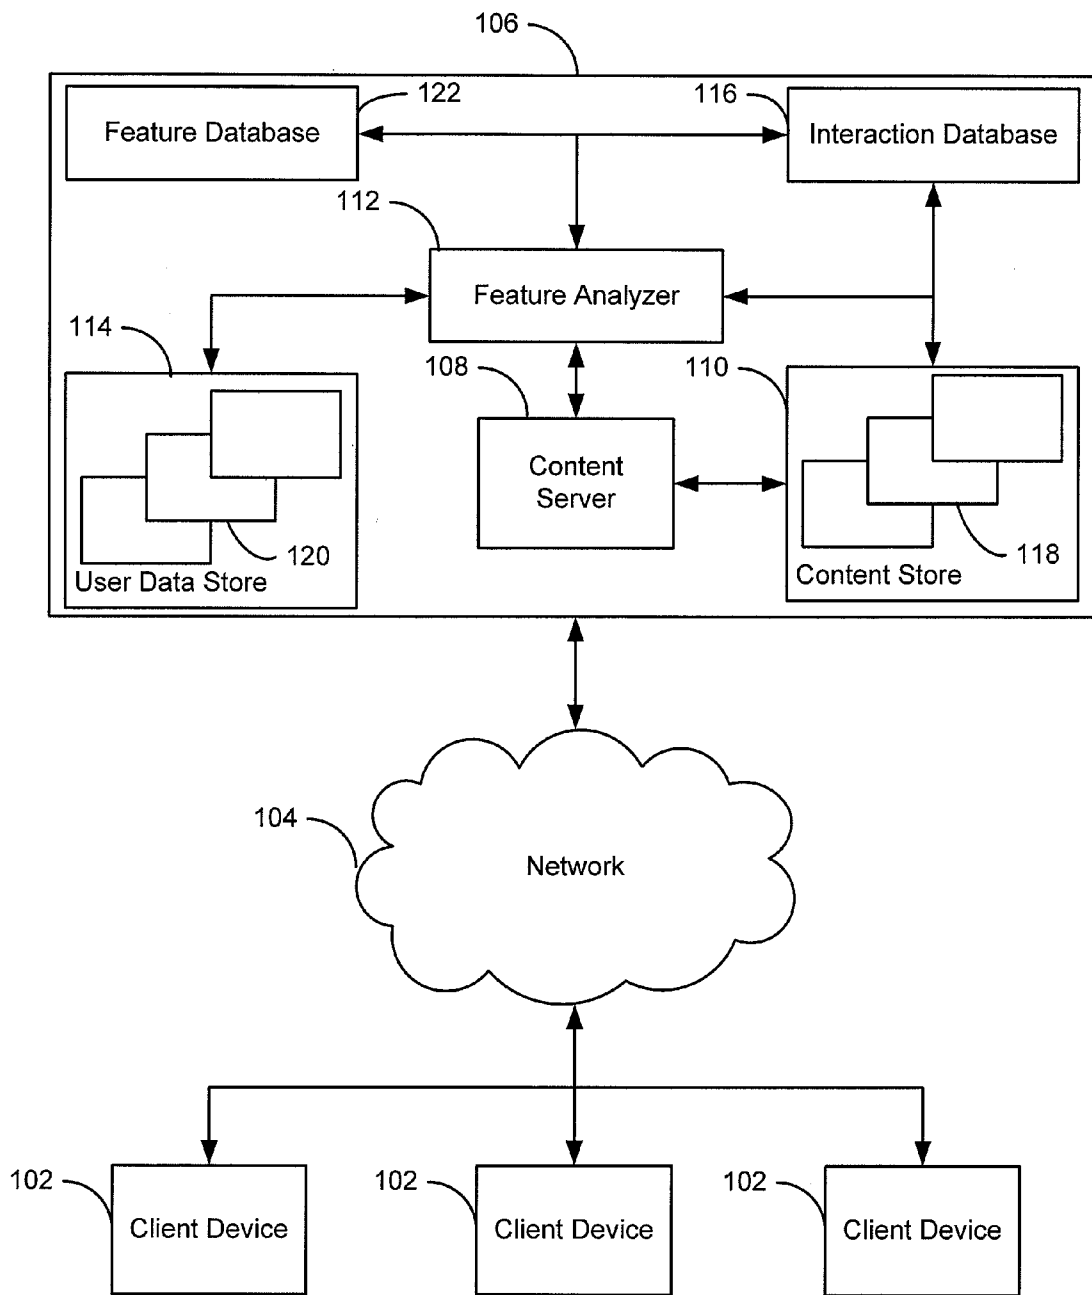 106
122
116
Feature Database
Interaction Database
112
Feature Analyzer
114
108
110
Content
Server
120
118
User Data Store
Content Store
104
Network
102
102
102
Client Device
Client Device
Client Device